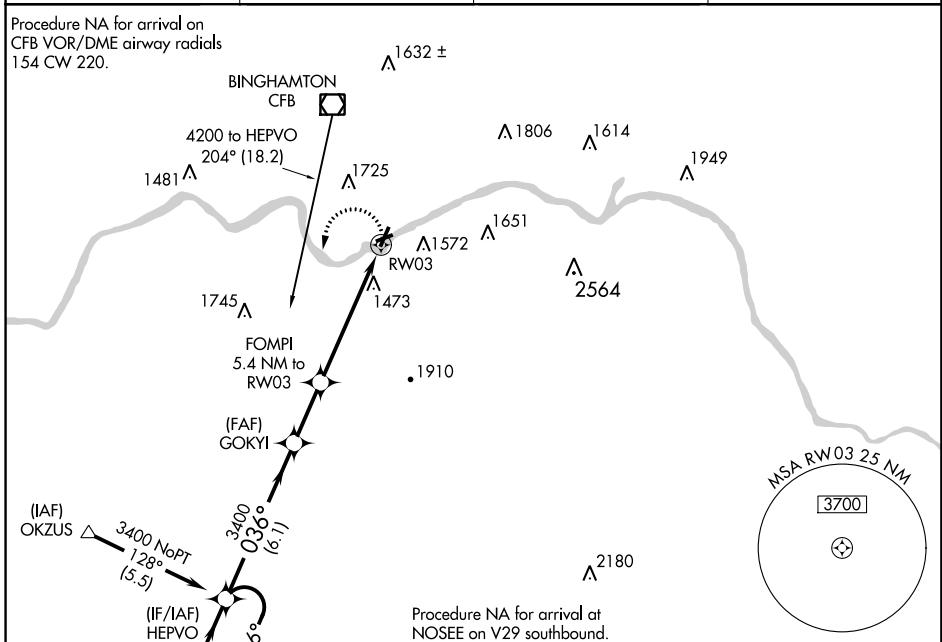 Procedure NA for arrival on
CFB VOR/DME airway radials
154 CW 220.
1632 ±
BINGHAMTON
CFB
4200 to HEPVO
204° (18.2)
1806
1614
1949
1481
1725
1572
1651
RW03
2564
1473
1745
FOMPI
5.4 NM to
RW03
1910
(FAF)
GOKYI
MSA RW03 25 NM
3700
(IAF)
OKZUS
3400 NoPT
128°
(5.5)
3400
036°
(6.1)
2180
(IF/IAF)
HEPVO
Procedure NA for arrival at
NOSEE on V29 southbound.